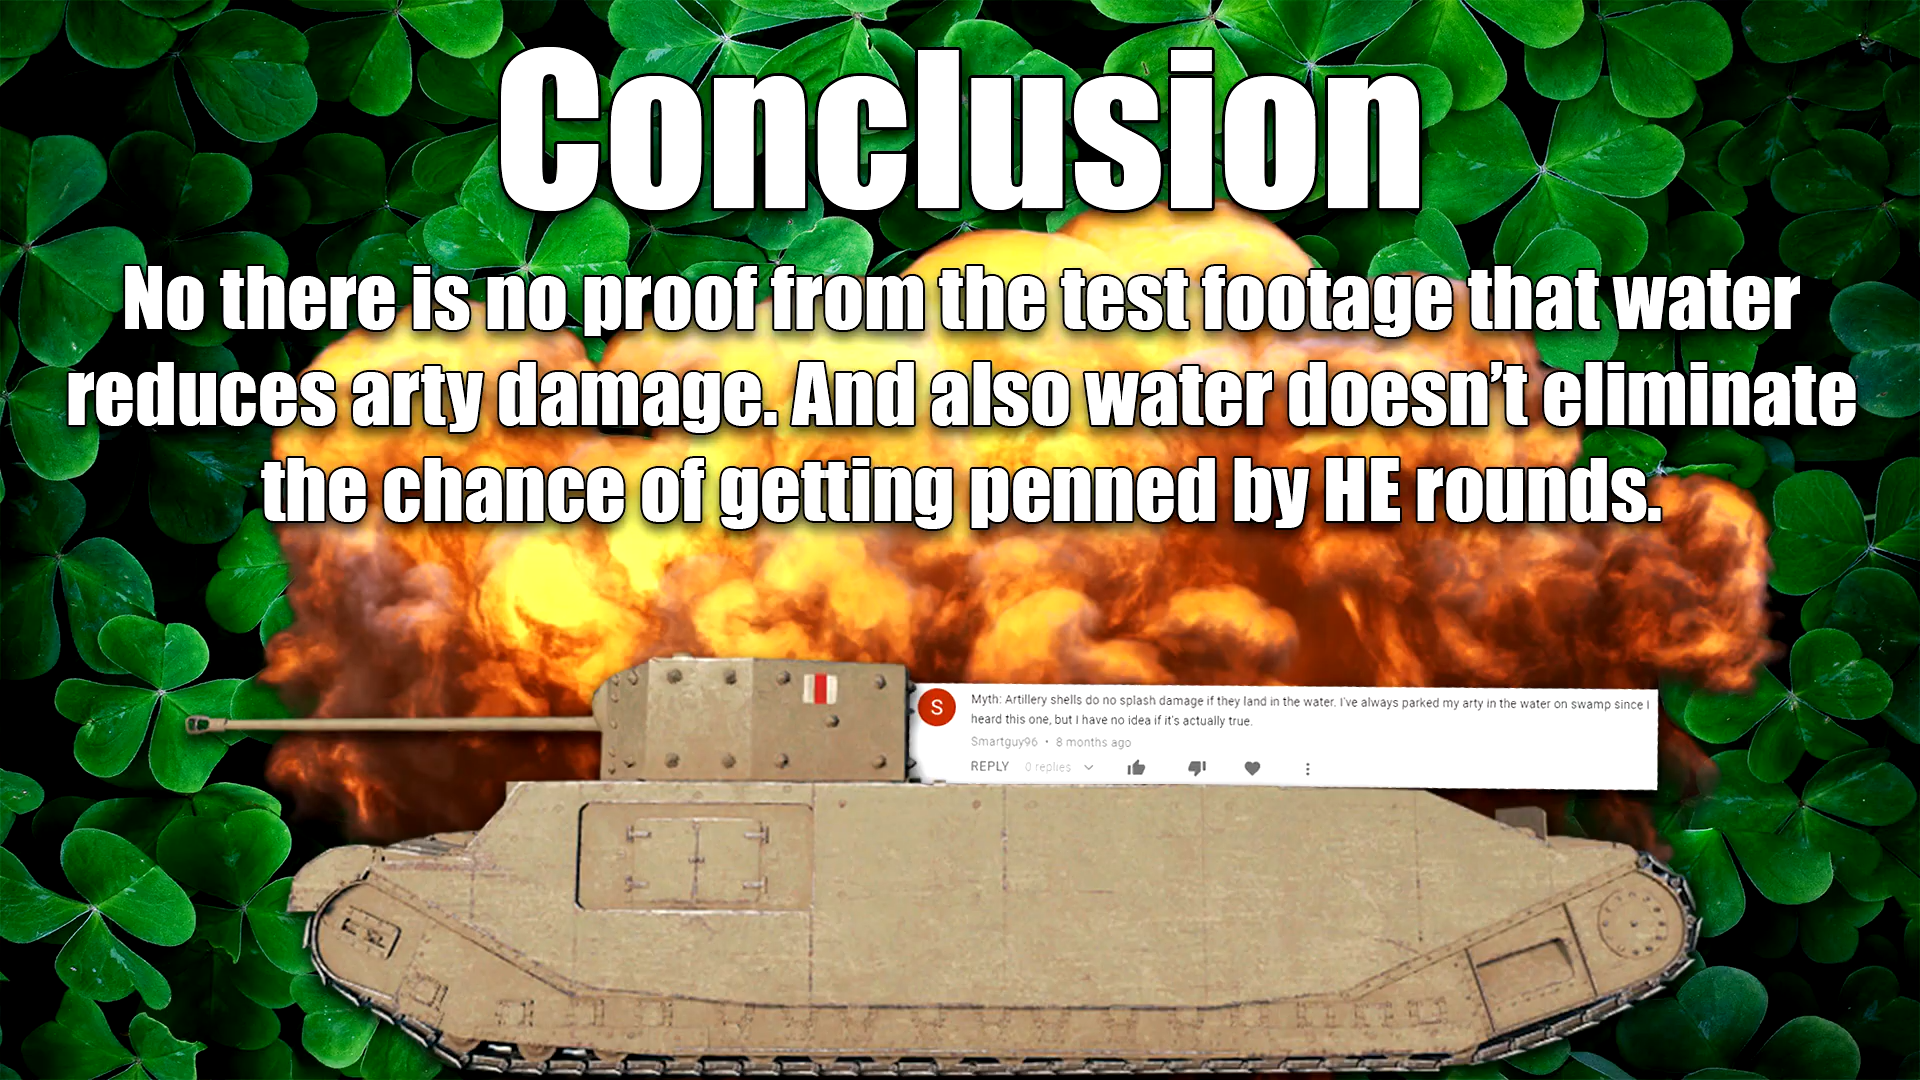 Conclusion
No there is no proof from the test footage that water
reduces arty damage. And also water doesn’t eliminate
the chance of getting penned by HE rounds.
S
Myth: Artillery shells do no splash damage if they land in the water. I've always parked my arty in the water on swamp since I
heard this one, but I have no idea if it's actually true.
Smartguy96 • 8 months ago
REPLY 0 replies